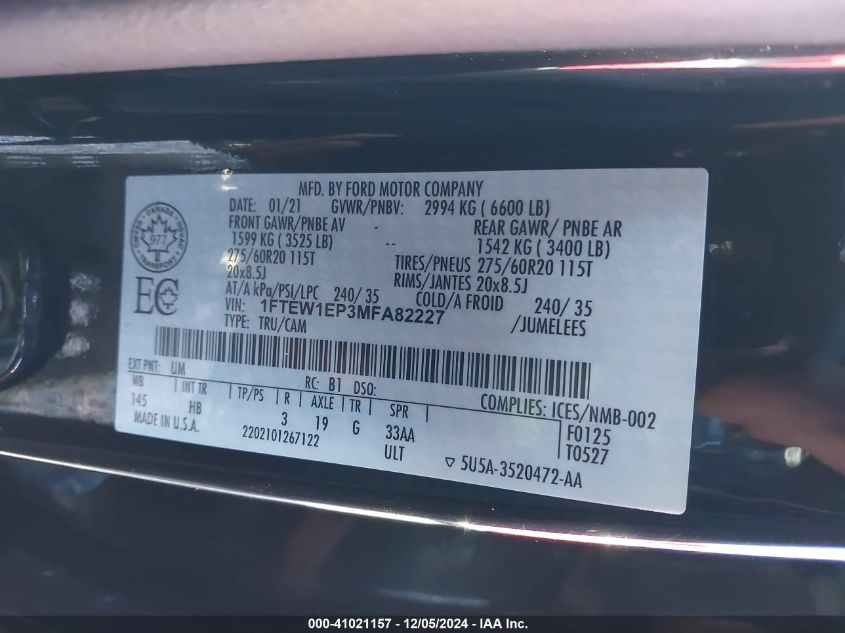 MFD. BY FORD MOTOR COMPANY
01/21 GVWR/PNBV: 2994 KG ( 6600 LB)
FRONT GAWR/PNBE AV - REAR GAWR/ PNBE AR
1599 KG ( 3525 LB) -- 1542 KG ( 3400 LB)
275/60R20 115T TIRES/PNEUS 275/60R20 115T
20x8.5J RIMS/JANTES 20x8.5J
AT/A kPa/PSI/LPC 240/ 35 COLD/A FROID 240/ 35
VIN: 1FTEW1EP3MFA82227 /JUMELEES
TYPE: TRU/CAM
CANADA
977
TRANSPORT
EC
EXT PNT: UM RC: B1 DSO:
WB INT TR TP/PS R AXLE TR SPR COMPLIES: ICES/NMB-002
145 HB 3 19 G 33AA F0125
MADE IN U.S.A. 2202101267122 ULT T0527
5U5A-3520472-AA
000-41021157 - 12/05/2024 - IAA Inc.